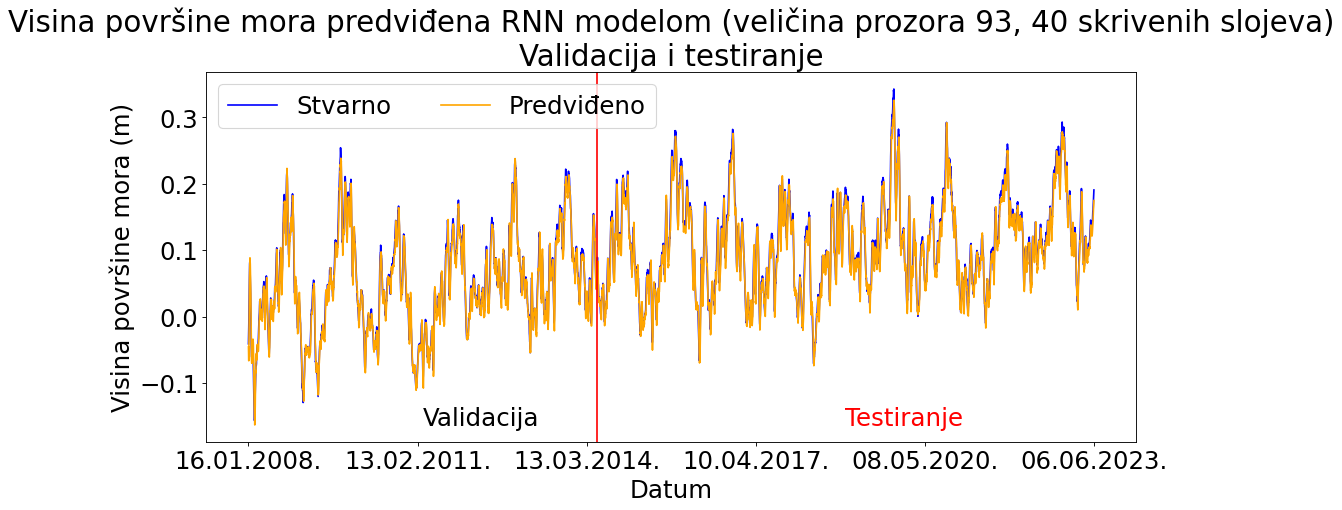 Visina površine mora predviđena RNN modelom (veličina prozora 93, 40 skrivenih slojeva)
Validacija i testiranje
Stvarno
Predviđeno
Visina površine mora (m)
0.3
0.2
0.1
0.0
−0.1
Validacija
Testiranje
16.01.2008.
13.02.2011.
13.03.2014.
10.04.2017.
08.05.2020.
06.06.2023.
Datum